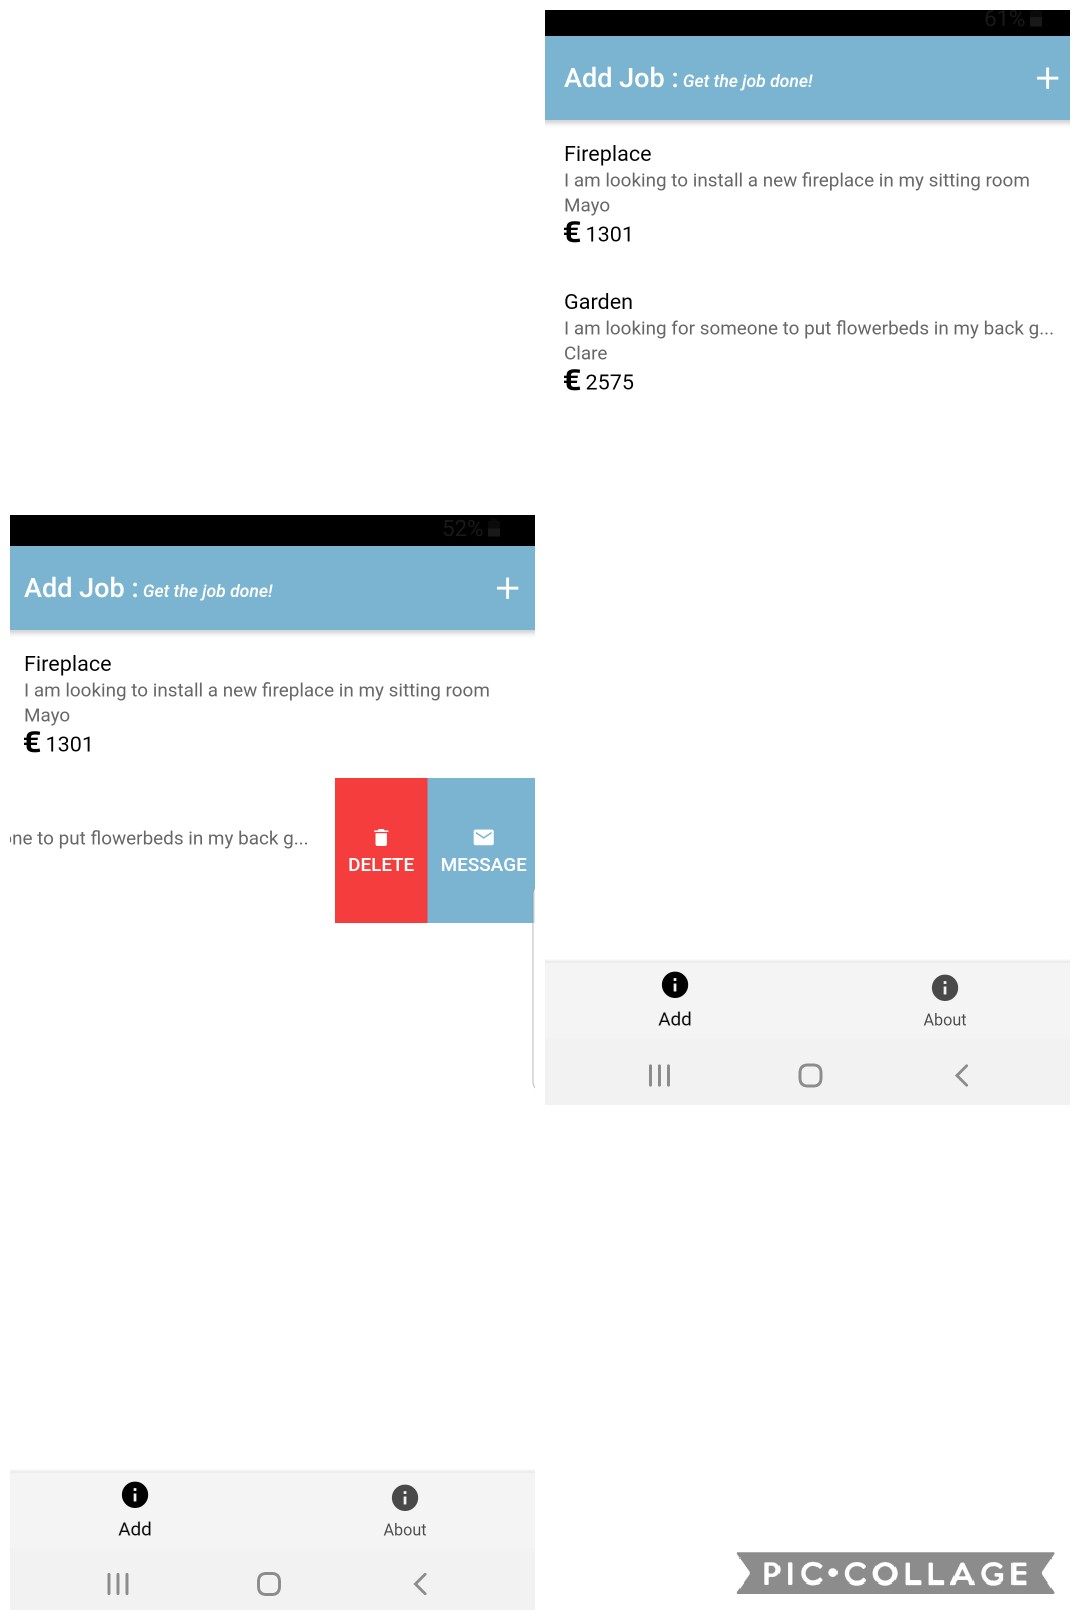 61%
Add Job : Get the job done!
Fireplace
I am looking to install a new fireplace in my sitting room
Mayo
€ 1301
Garden
I am looking for someone to put flowerbeds in my back g...
Clare
€ 2575
Add
About
52%
Add Job : Get the job done!
Fireplace
I am looking to install a new fireplace in my sitting room
Mayo
€ 1301
to put flowerbeds in my back g...
DELETE
MESSAGE
Add
About
PIC•COLLAGE